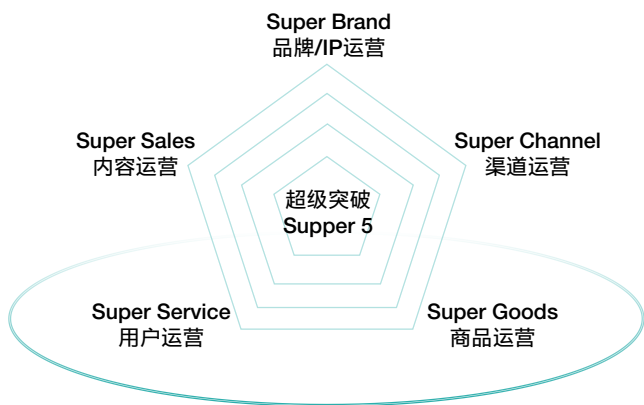 Super Brand
品牌/IP运营
Super Sales
内容运营
Super Channel
渠道运营
超级突破
Supper 5
Super Service
用户运营
Super Goods
商品运营